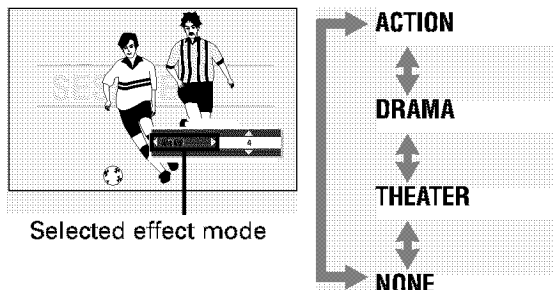 4
Selected effect mode
ACTION
DRAMA
THEATER
NONE